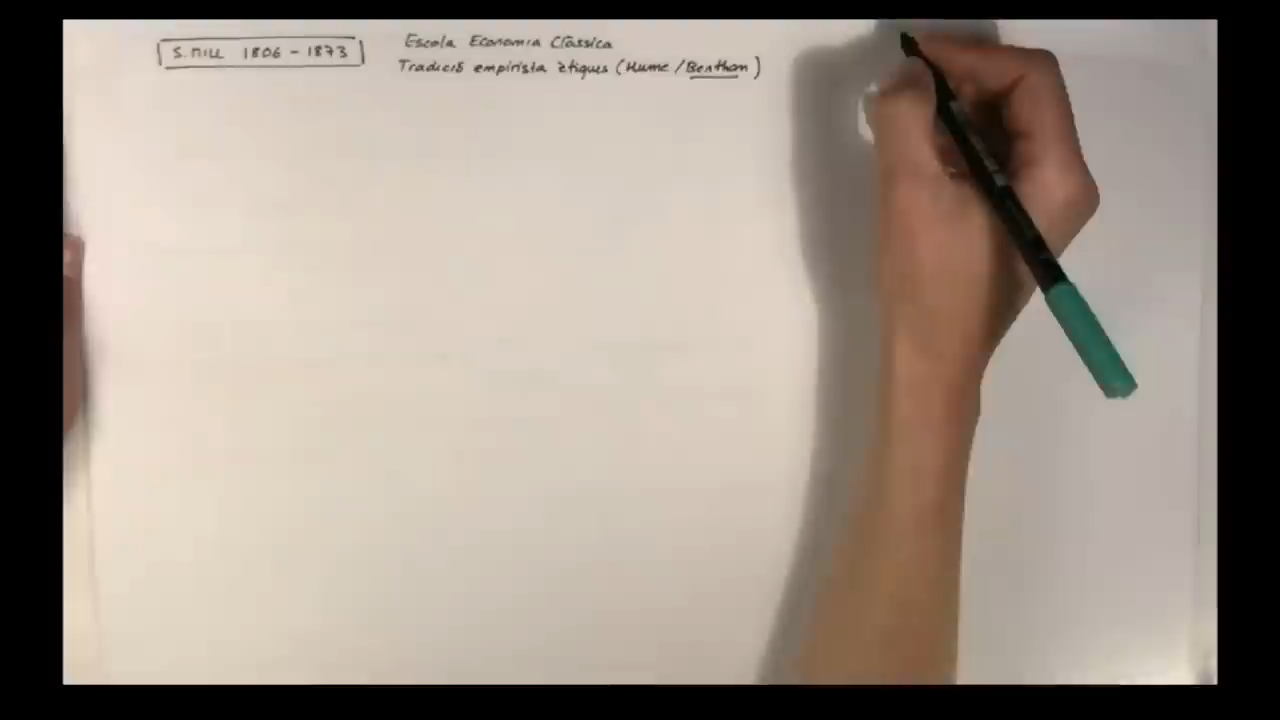 S. MILL 1806 - 1873
Escola Economia Clàssica
Tradició empirista ètiques (Hume / Bentham)